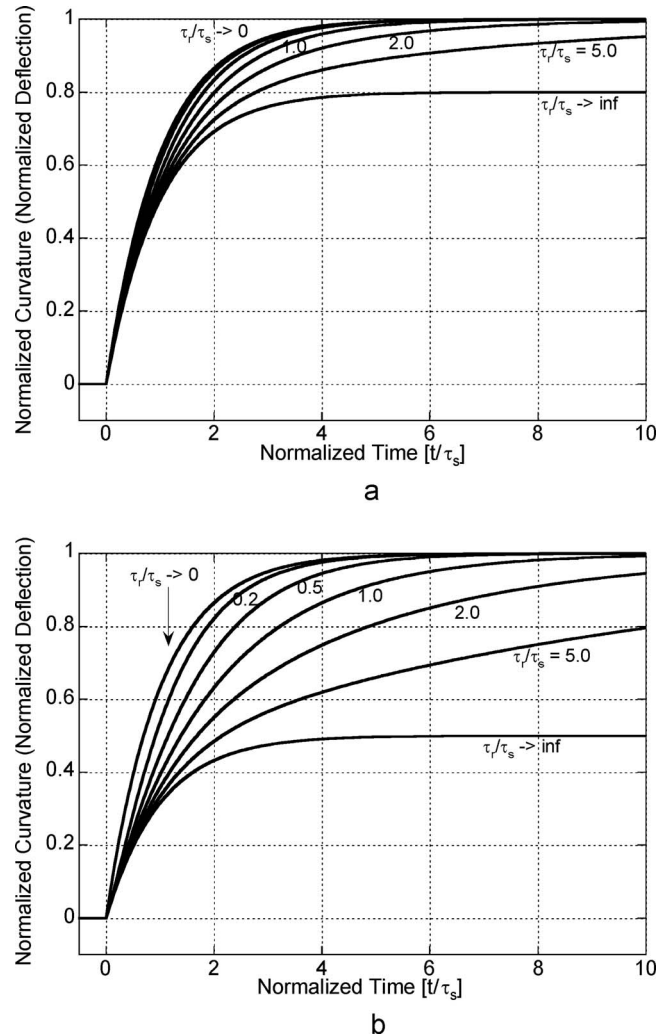 1
τr/τs -> 0
1.0
2.0
τr/τs = 5.0
0.8
τr/τs -> inf
0.6
0.4
0.2
0
Normalized Curvature (Normalized Deflection)
0 2 4 6 8 10
Normalized Time [t/τs]
a
1
τr/τs -> 0
0.2
0.5
1.0
2.0
0.8
τr/τs = 5.0
0.6
τr/τs -> inf
0.4
0.2
0
Normalized Curvature (Normalized Deflection)
0 2 4 6 8 10
Normalized Time [t/τs]
b